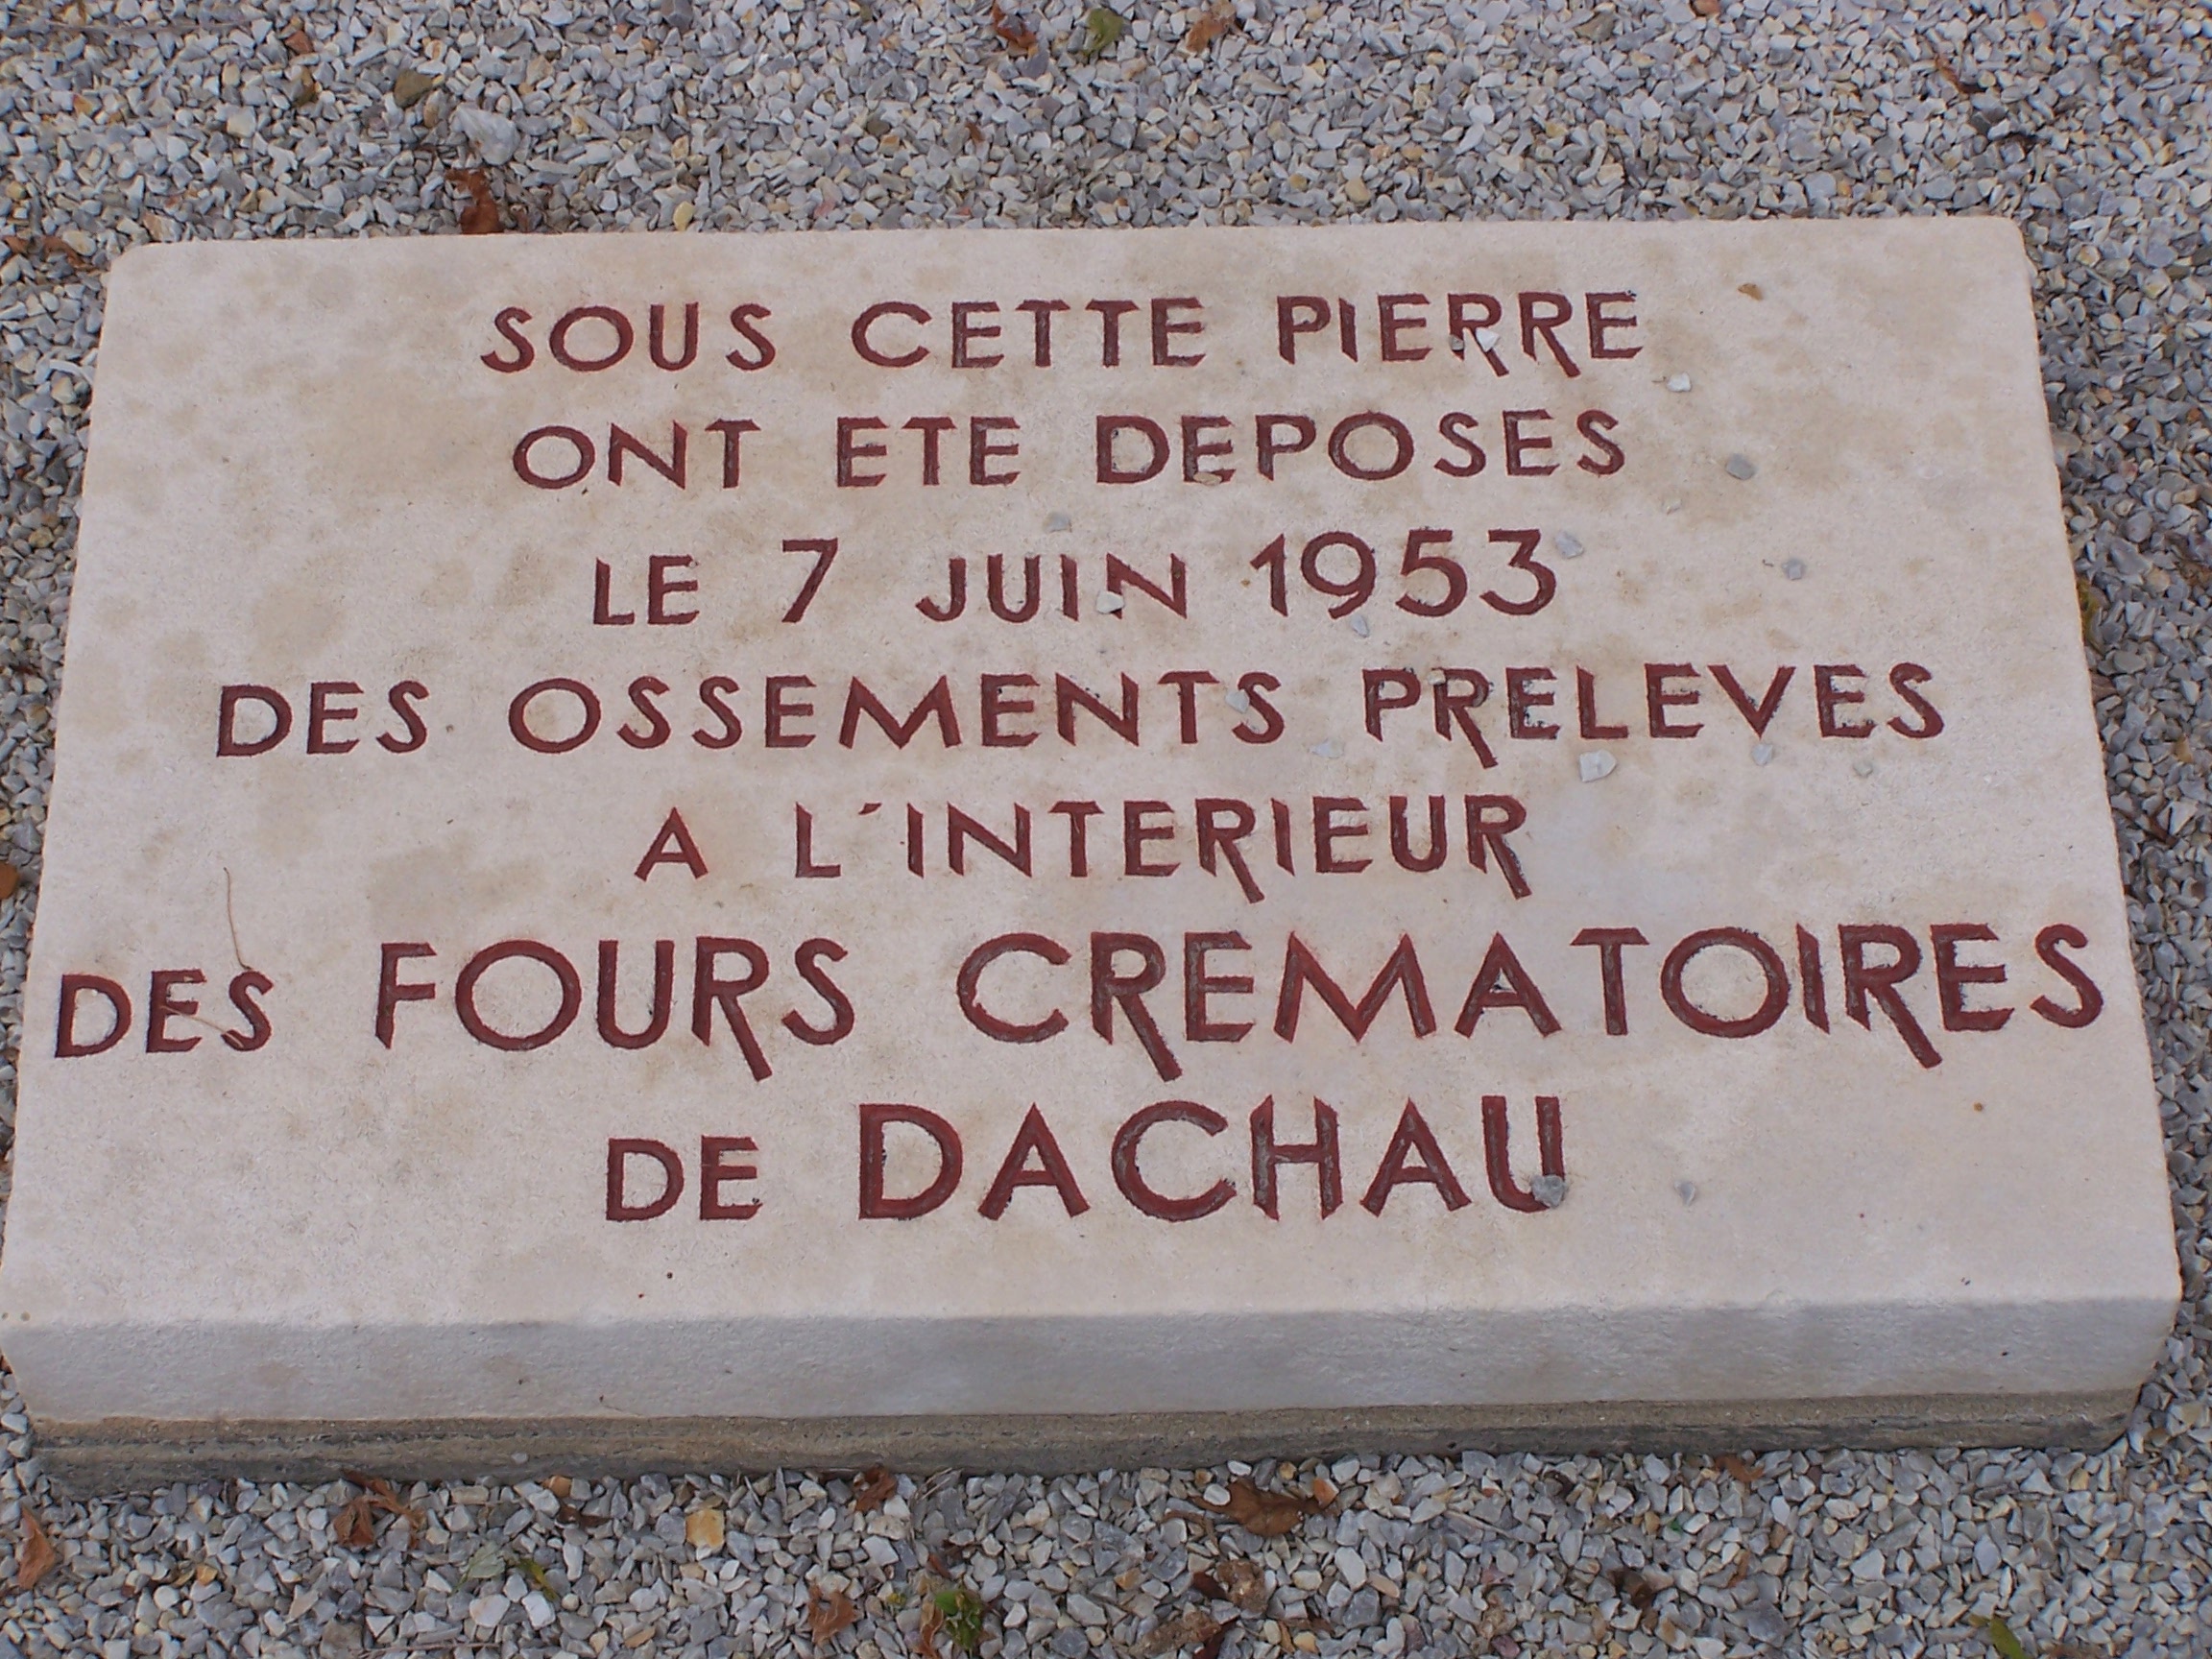 SOUS CETTE PIERRE
ONT ETE DEPOSES
LE 7 JUIN 1953
DES OSSEMENTS PRELEVES
A L'INTERIEUR
DES FOURS CREMATOIRES
DE DACHAU